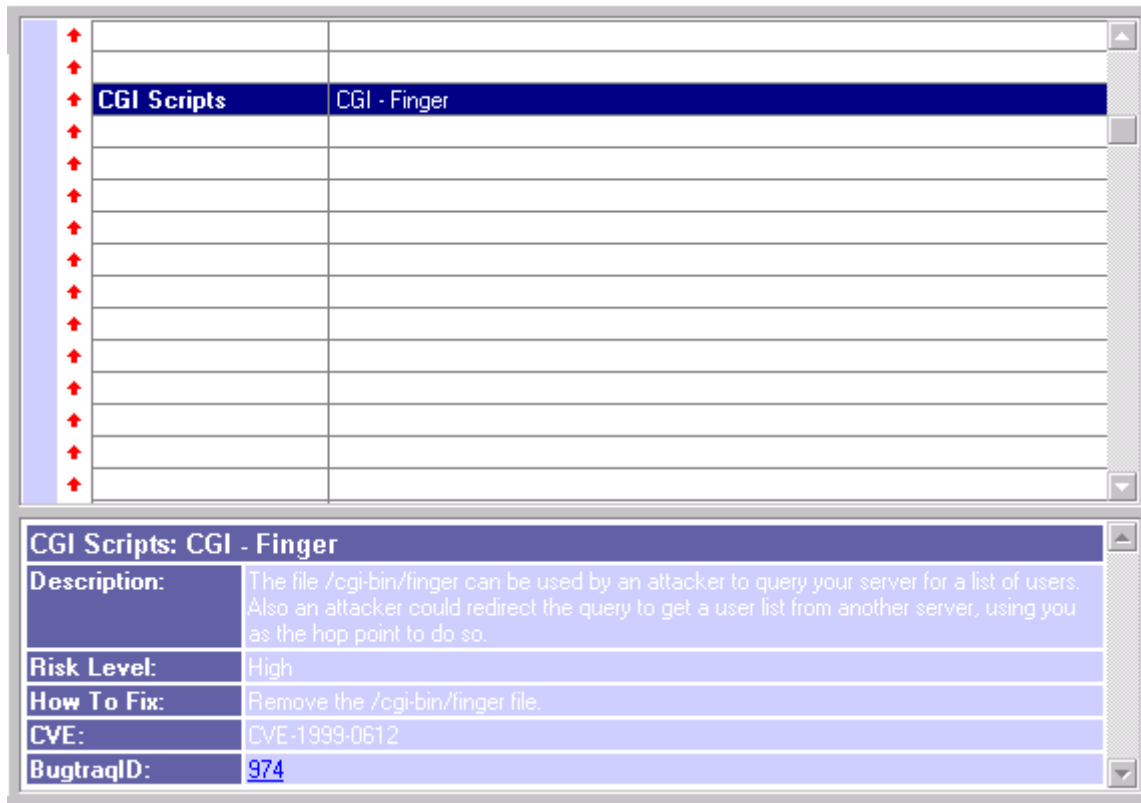 CGI Scripts CGI - Finger
CGI Scripts: CGI - Finger
Description: The file /cgi-bin/finger can be used by an attacker to query your server for a list of users.
Also an attacker could redirect the query to get a user list from another server, using you
as the hop point to do so.
Risk Level: High
How To Fix: Remove the /cgi-bin/finger file.
CVE: CVE-1999-0612
BugtraqID: 974